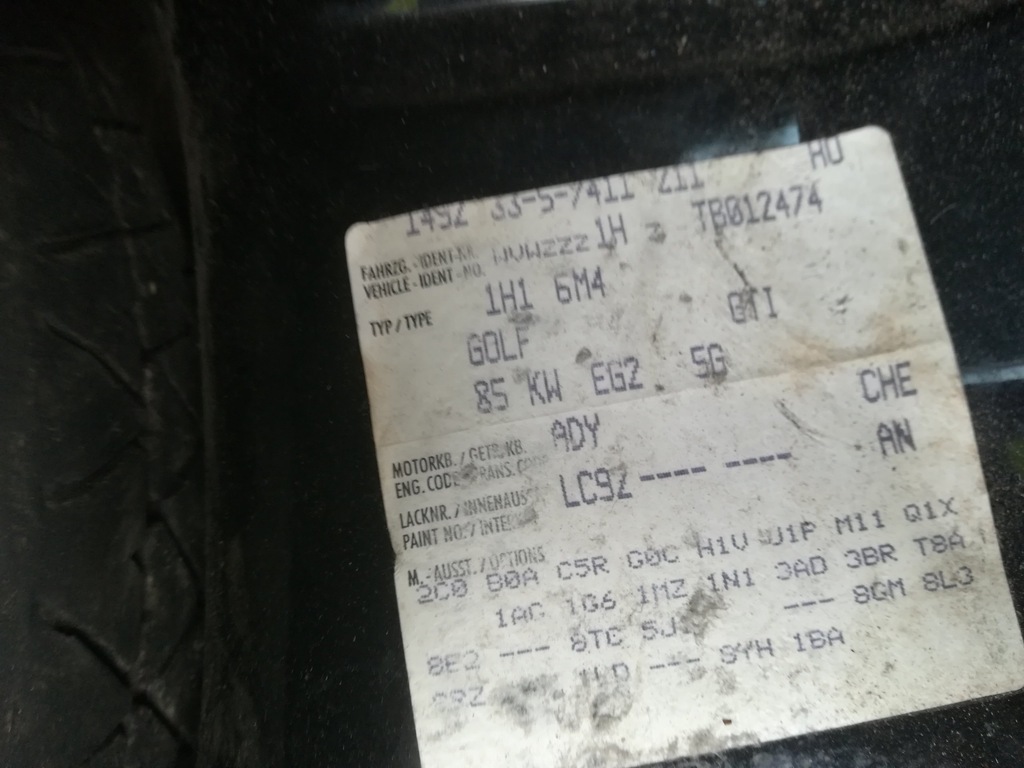 1492 33-5-7411 Z11 AU
FAHRZG.-IDENT-NR.
VEHICLE-IDENT-NO. WVWZZZ 1H Z TB012474
TYP / TYPE 1H1 6M4
GOLF GTI
85 KW EG2 5G
MOTORKB. / GETR.KB.
ENG. CODE / TRANS. CODE ADY CHE
LACKNR. / INNENAUSST.
PAINT NO. / INTERIOR LC9Z ---- ---- AN
M.-AUSST. / OPTIONS
2C0 B0A C5R G0C H1V J1P M11 Q1X
1AC 1G6 1MZ 1N1 3AD 3BR T8A
8E2 --- 8TC --- 8GM 8L3
--- 9YH 1BA